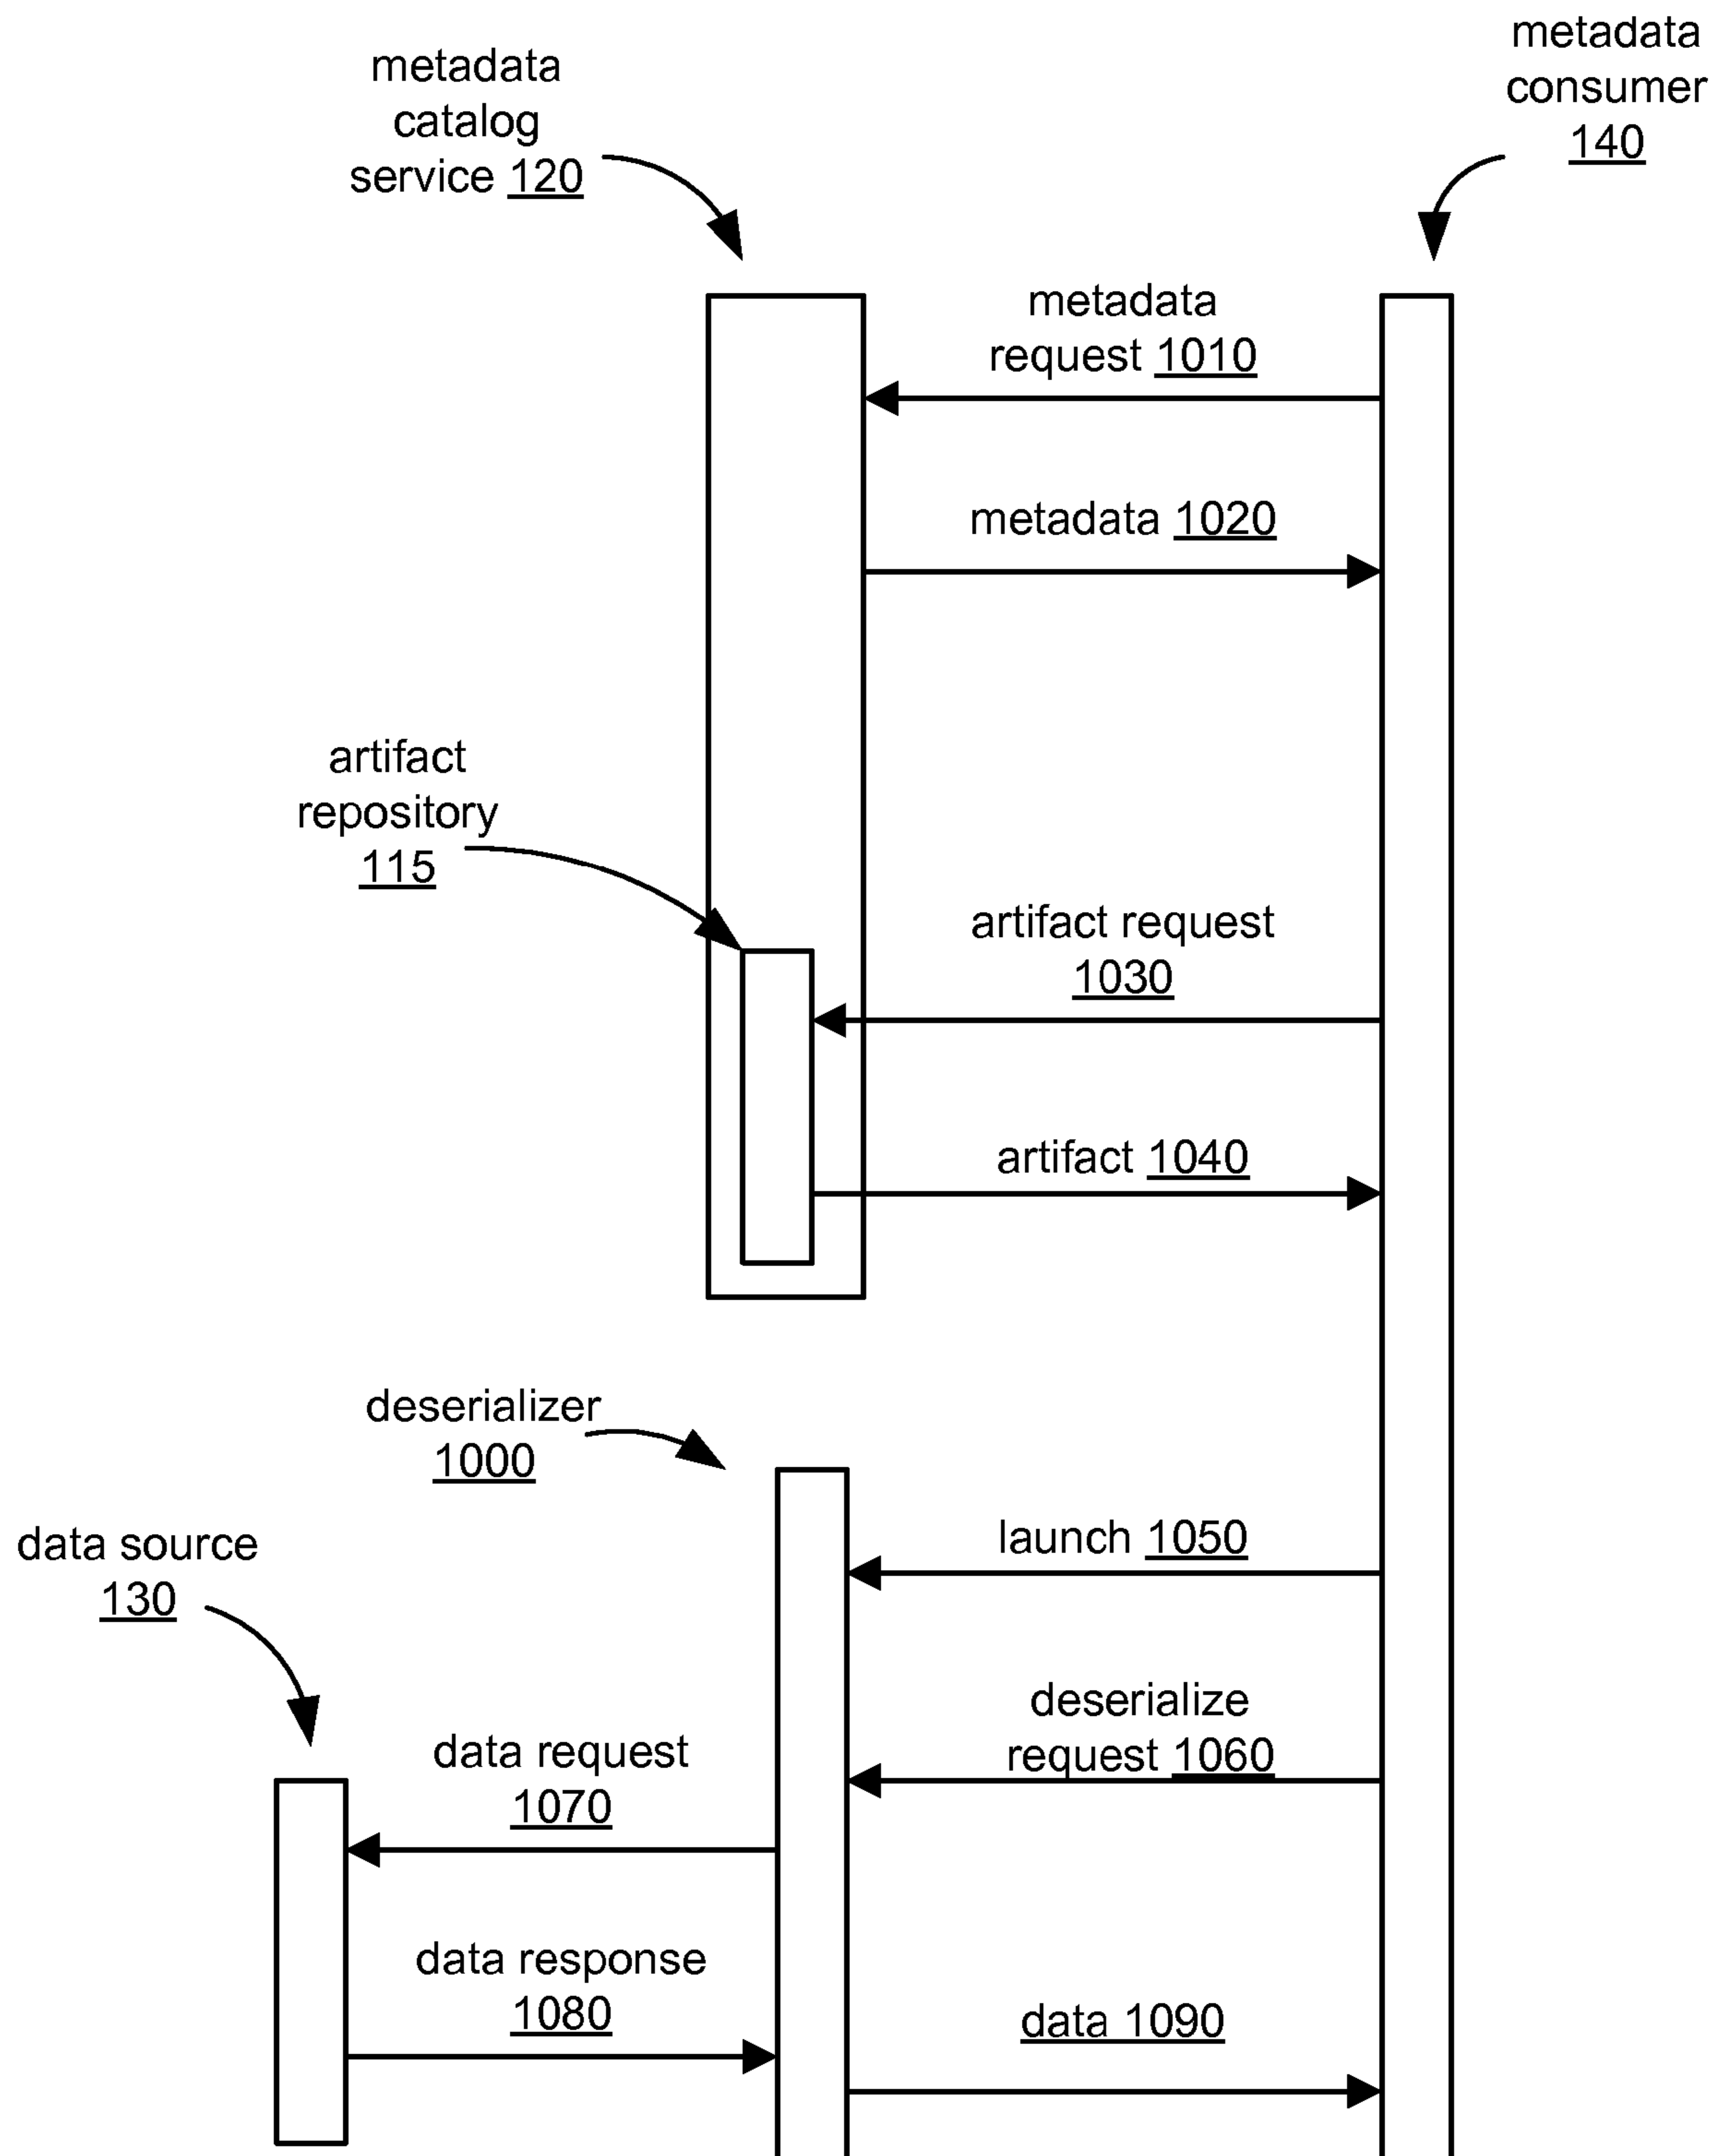 metadata
consumer
140
metadata
catalog
service 120
metadata
request 1010
metadata 1020
artifact
repository
115
artifact request
1030
artifact 1040
deserializer
1000
launch 1050
data source
130
deserialize
request 1060
data request
1070
data response
1080
data 1090